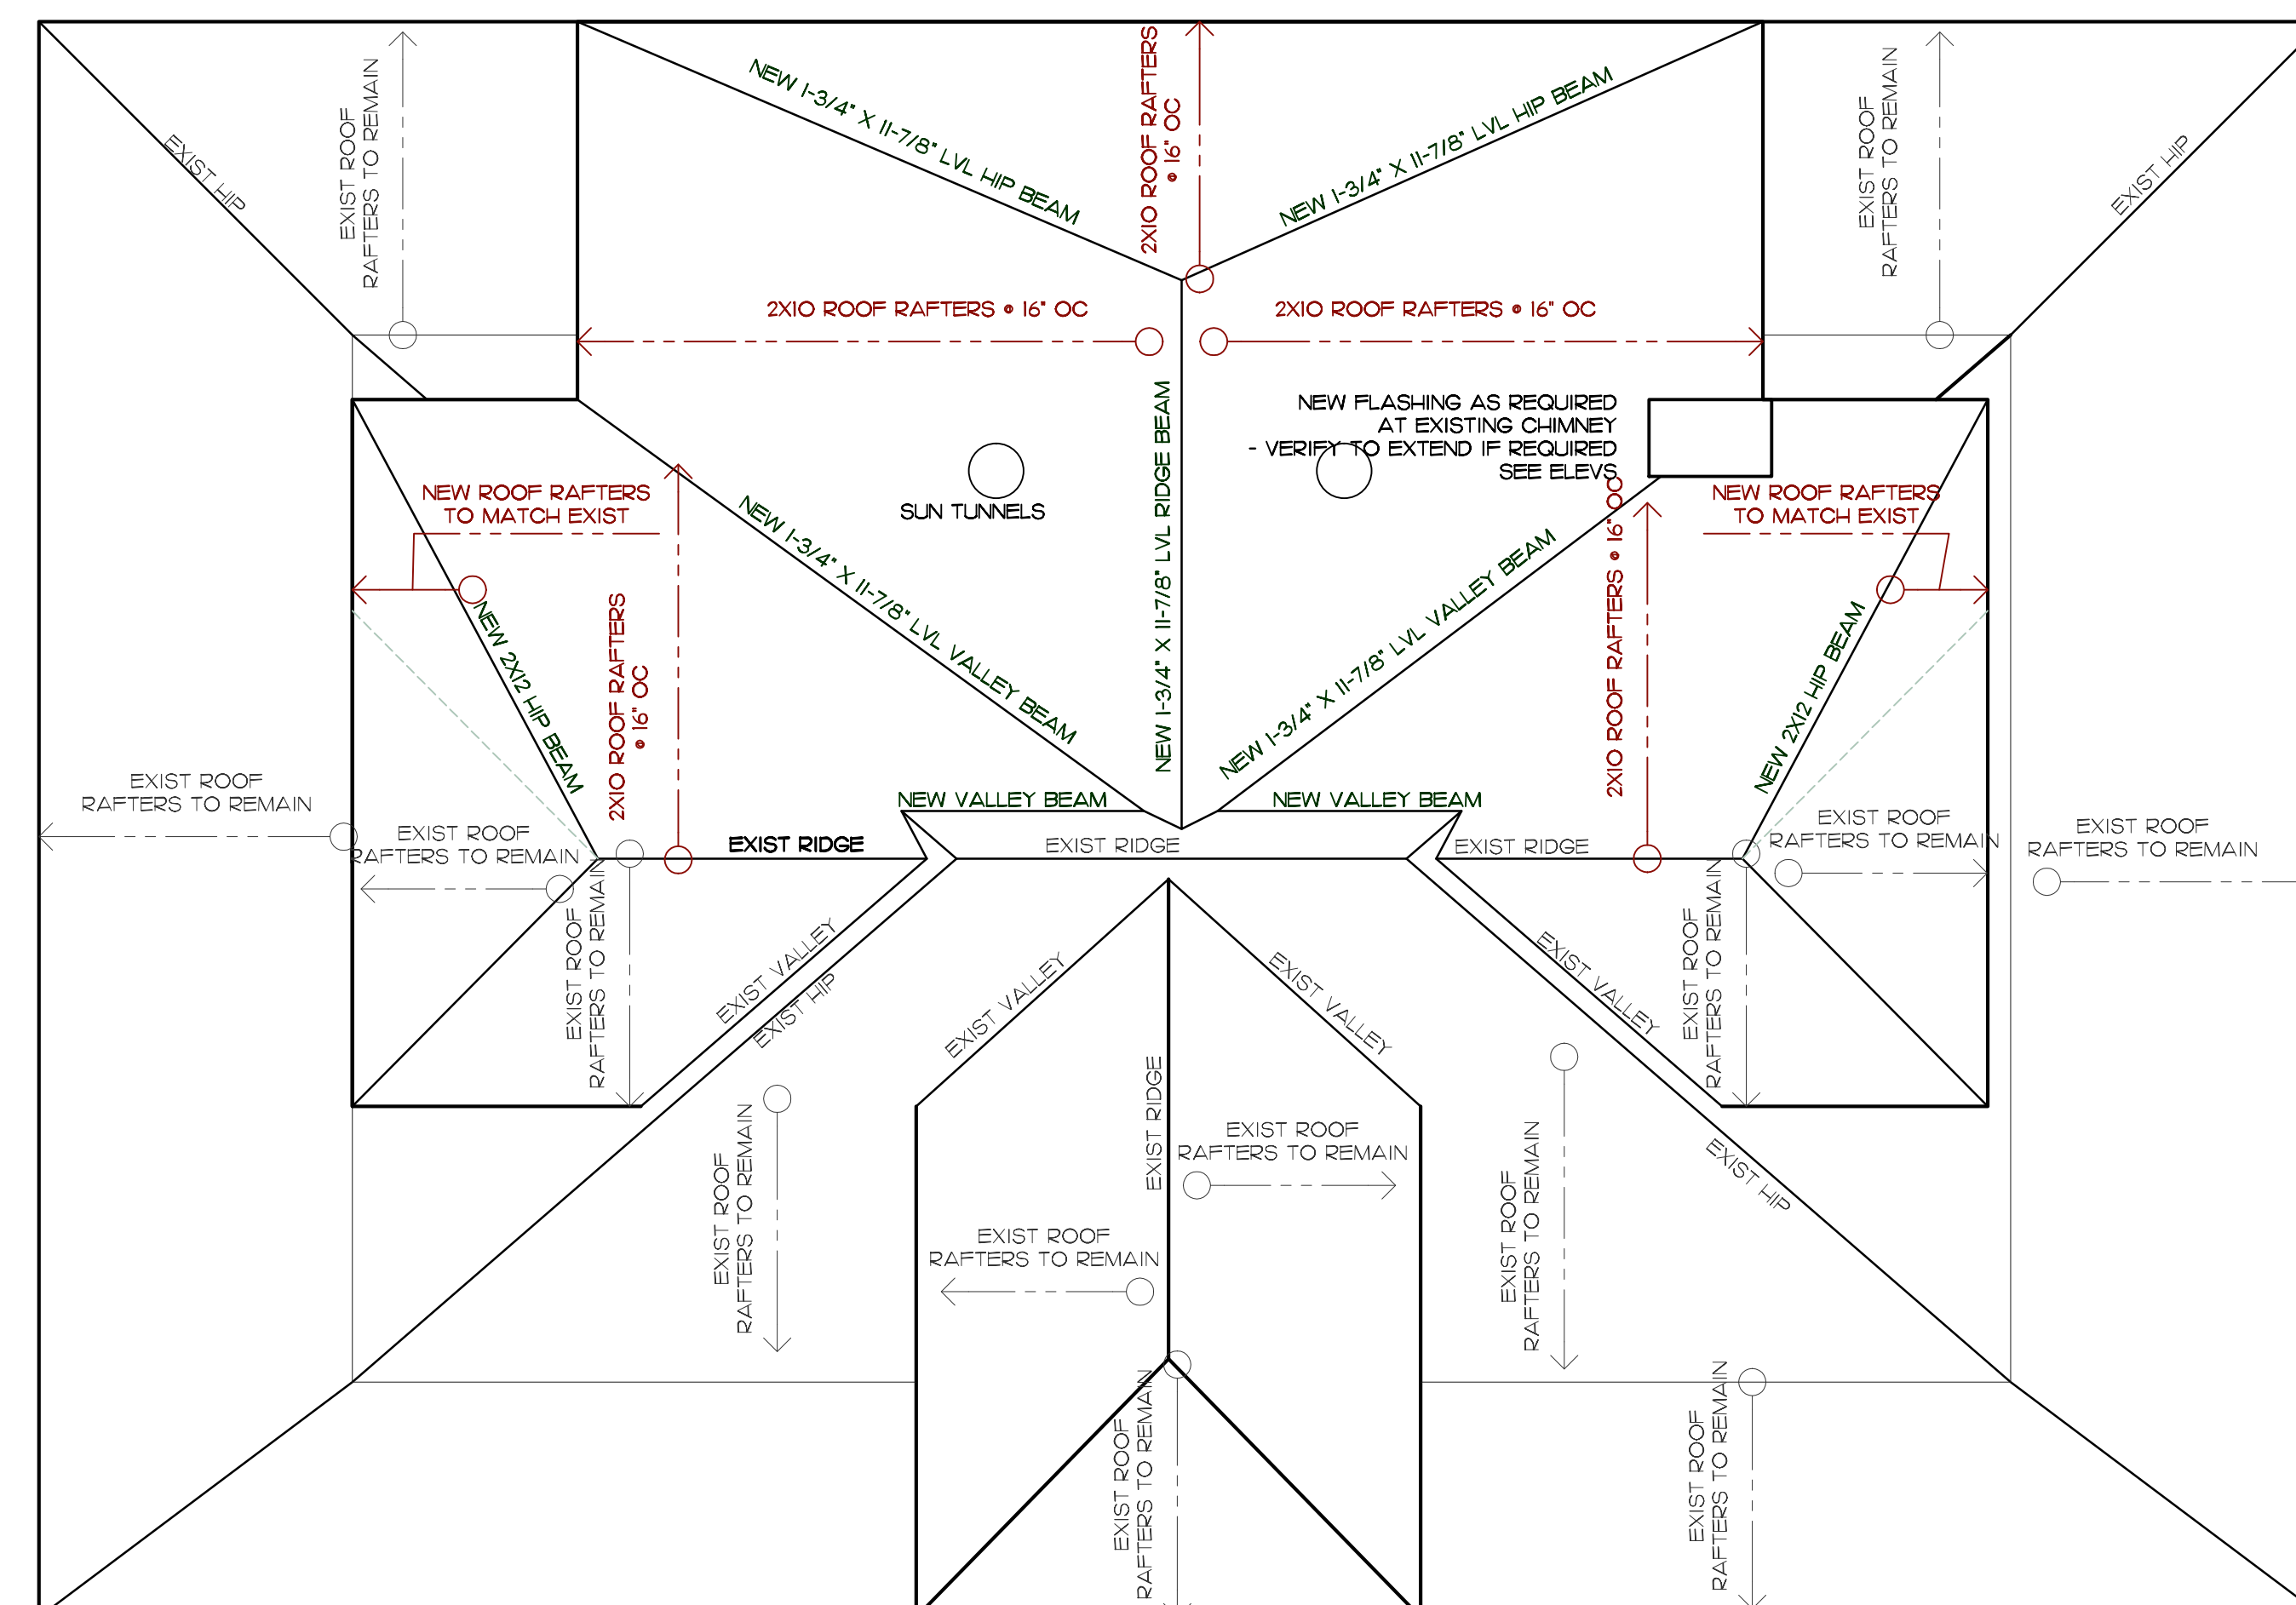 2X10 ROOF RAFTERS
@ 16" OC
EXIST ROOF
RAFTERS TO REMAIN
EXIST ROOF
RAFTERS TO REMAIN
NEW 1-3/4" X 11-7/8" LVL HIP BEAM
NEW 1-3/4" X 11-7/8" LVL HIP BEAM
EXIST HIP
EXIST HIP
2X10 ROOF RAFTERS @ 16" OC
2X10 ROOF RAFTERS @ 16" OC
NEW 1-3/4" X 11-7/8" LVL RIDGE BEAM
NEW FLASHING AS REQUIRED
AT EXISTING CHIMNEY
- VERIFY TO EXTEND IF REQUIRED
SEE ELEVS
SUN TUNNELS
NEW ROOF RAFTERS
TO MATCH EXIST
NEW ROOF RAFTERS
TO MATCH EXIST
NEW 1-3/4" X 11-7/8" LVL VALLEY BEAM
NEW 1-3/4" X 11-7/8" LVL VALLEY BEAM
2X10 ROOF RAFTERS
@ 16" OC
2X10 ROOF RAFTERS @ 16" OC
NEW 2X12 HIP BEAM
NEW 2X12 HIP BEAM
EXIST ROOF
RAFTERS TO REMAIN
EXIST ROOF
RAFTERS TO REMAIN
NEW VALLEY BEAM
NEW VALLEY BEAM
EXIST RIDGE
EXIST RIDGE
EXIST RIDGE
EXIST ROOF
RAFTERS TO REMAIN
EXIST ROOF
RAFTERS TO REMAIN
EXIST ROOF
RAFTERS TO REMAIN
EXIST VALLEY
EXIST HIP
EXIST VALLEY
EXIST VALLEY
EXIST VALLEY
EXIST ROOF
RAFTERS TO REMAIN
EXIST HIP
EXIST RIDGE
EXIST ROOF
RAFTERS TO REMAIN
EXIST ROOF
RAFTERS TO REMAIN
EXIST ROOF
RAFTERS TO REMAIN
EXIST ROOF
RAFTERS TO REMAIN
EXIST ROOF
RAFTERS TO REMAIN
EXIST ROOF
RAFTERS TO REMAIN